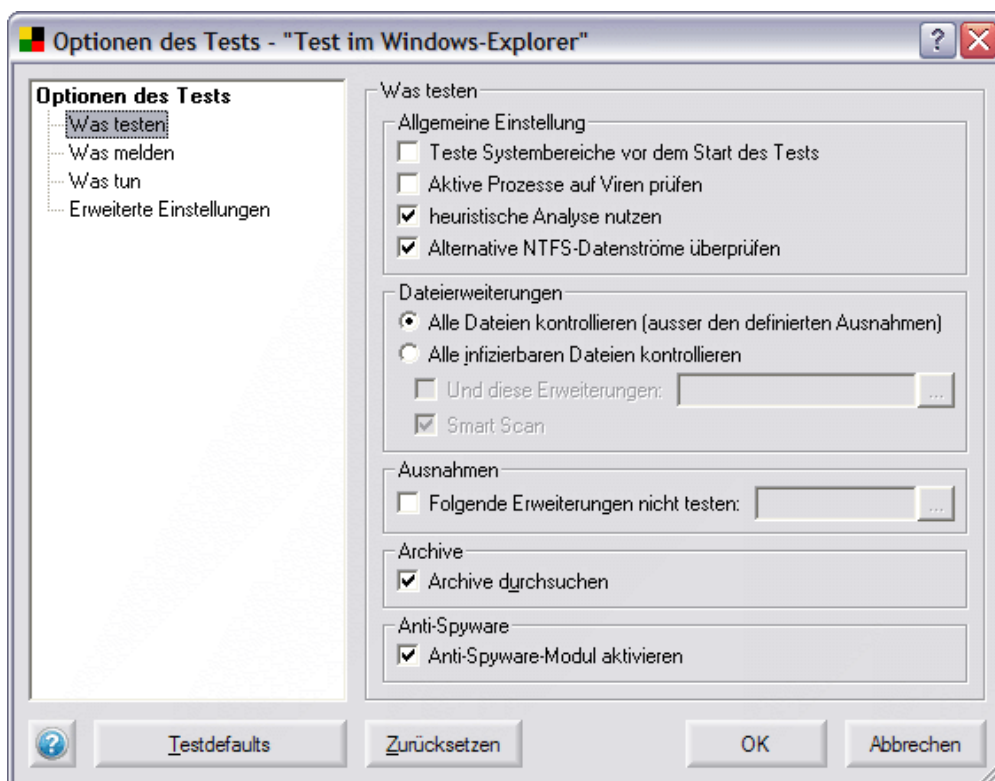 Optionen des Tests - "Test im Windows-Explorer"
Optionen des Tests
Was testen
Was melden
Was tun
Erweiterte Einstellungen
Was testen
Allgemeine Einstellung
Teste Systembereiche vor dem Start des Tests
Aktive Prozesse auf Viren prüfen
heuristische Analyse nutzen
Alternative NTFS-Datenströme überprüfen
Dateierweiterungen
Alle Dateien kontrollieren (ausser den definierten Ausnahmen)
Alle infizierbaren Dateien kontrollieren
Und diese Erweiterungen: ...
Smart Scan
Ausnahmen
Folgende Erweiterungen nicht testen: ...
Archive
Archive durchsuchen
Anti-Spyware
Anti-Spyware-Modul aktivieren
Testdefaults Zurücksetzen OK Abbrechen